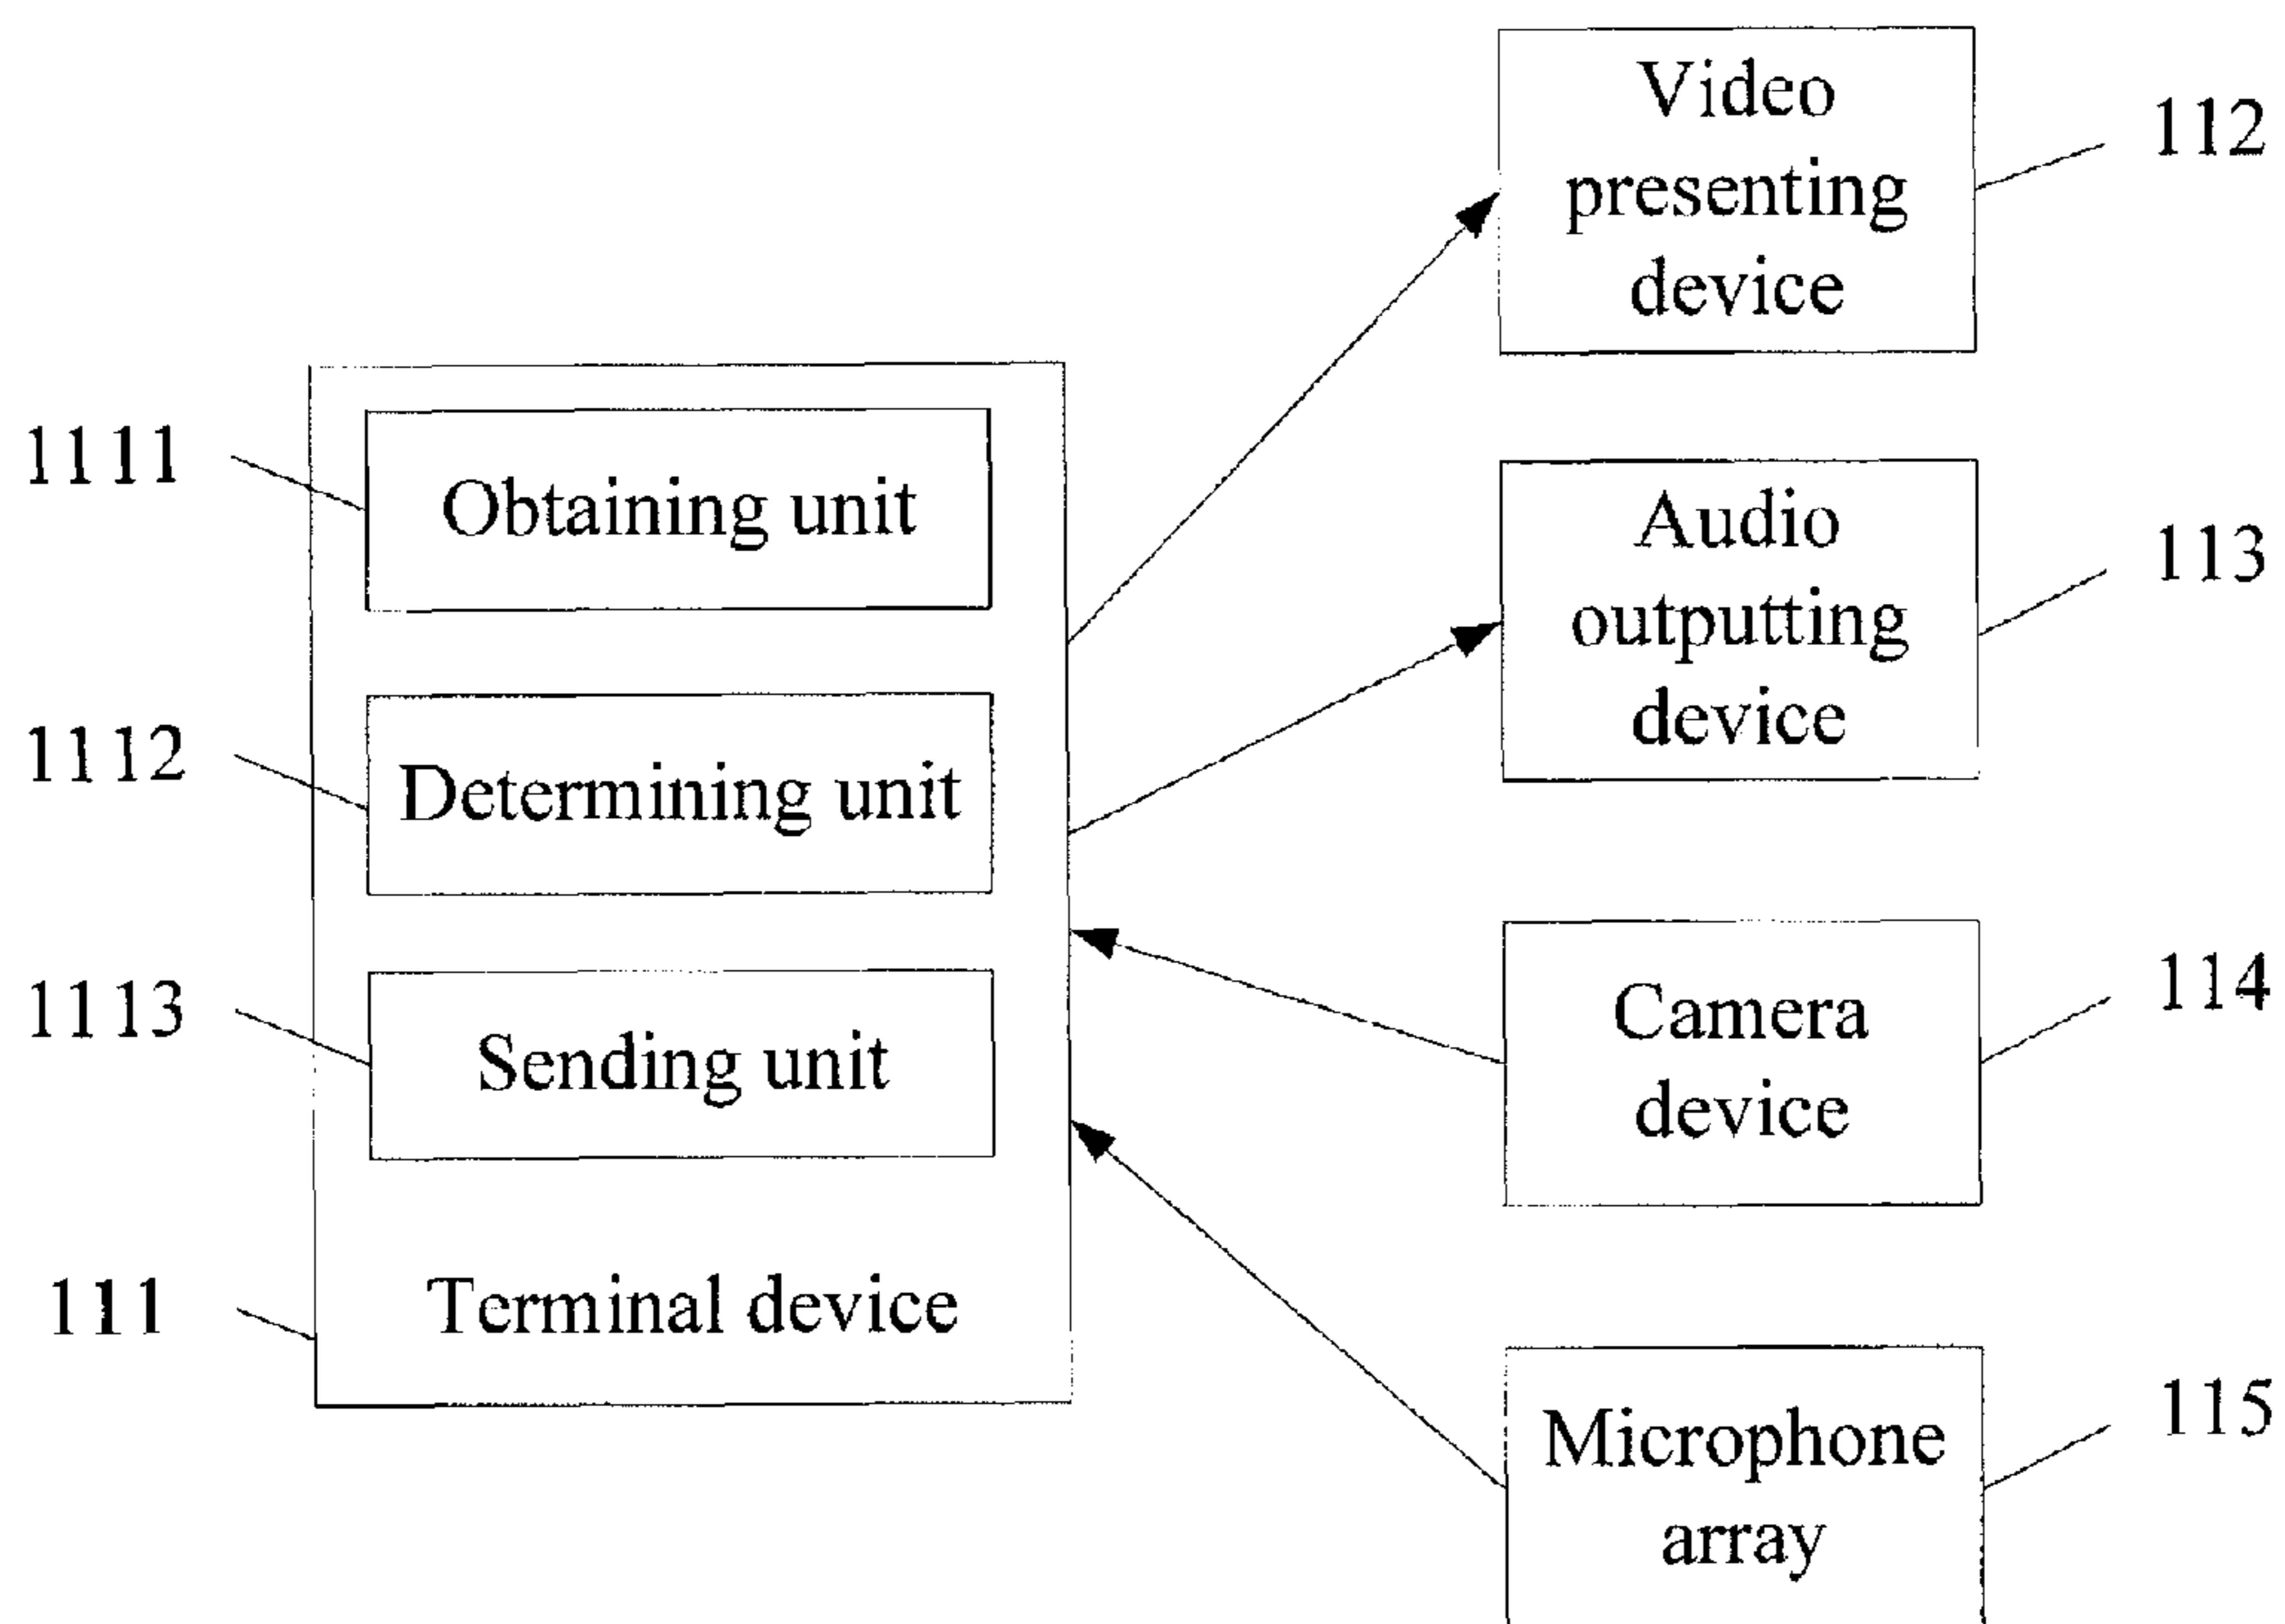 Video
presenting
device
112
1111
Obtaining unit
Audio
outputting
device
113
1112
Determining unit
1113
Sending unit
Camera
device
114
111
Terminal device
Microphone
array
115